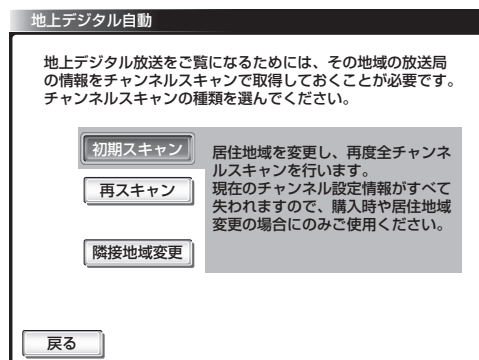 地上デジタル自動
地上デジタル放送をご覧になるためには、その地域の放送局
の情報をチャンネルスキャンで取得しておくことが必要です。
チャンネルスキャンの種類を選んでください。
初期スキャン
再スキャン
隣接地域変更
居住地域を変更し、再度全チャンネ
ルスキャンを行います。
現在のチャンネル設定情報がすべて
失われますので、購入時や居住地域
変更の場合にのみご使用ください。
戻る